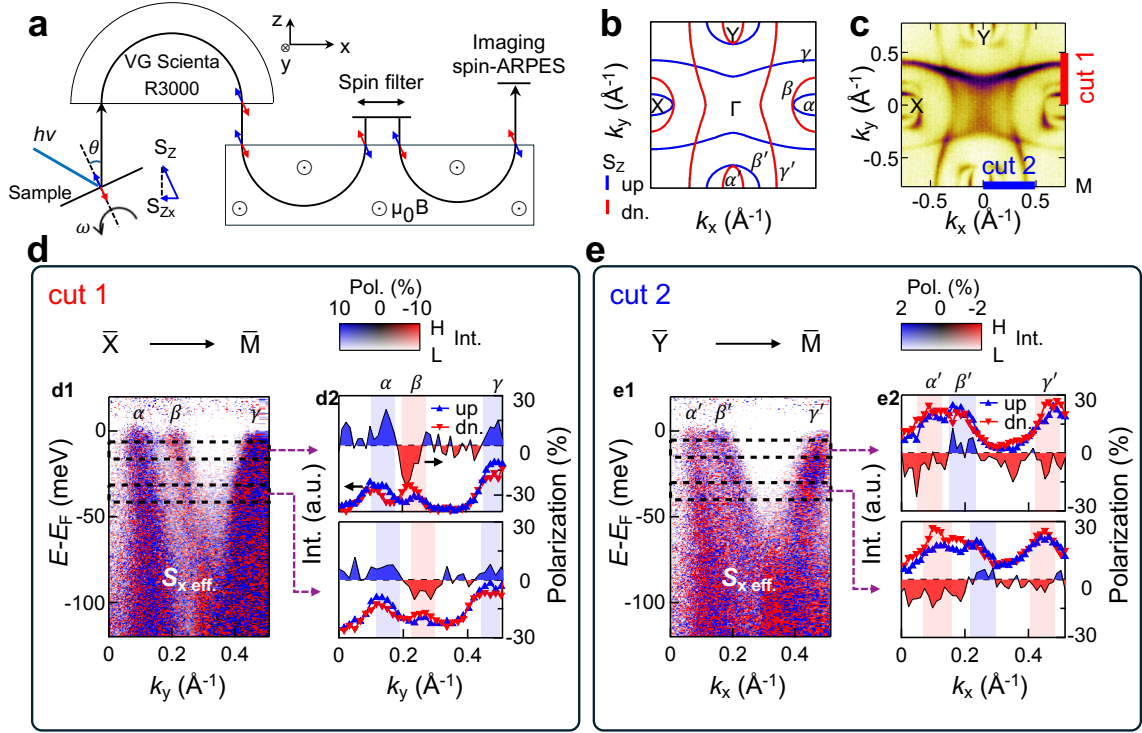 a
z
x
y
VG Scienta
R3000
Spin filter
Imaging
spin-ARPES
hν
θ
Sample
ω
S_Z
S_Zx
μ₀B
b
k_y (Å⁻¹)
k_x (Å⁻¹)
Y
X
Γ
γ
β
α
β′
α′
γ′
S_Z
up
dn.
c
k_y (Å⁻¹)
0.5
0
-0.5
Y
X
M
cut 1
cut 2
-0.5 0 0.5
k_x (Å⁻¹)
d
cut 1
X̄ M̄
Pol. (%)
10 0 -10
H
L
Int.
d1
α β γ
E-E_F (meV)
0
-50
-100
S_x eff.
0 0.2 0.4
k_y (Å⁻¹)
d2
α β γ
up
dn.
Int. (a.u.)
Polarization (%)
30
0
-30
30
0
-30
0 0.2 0.4
k_y (Å⁻¹)
e
cut 2
Ȳ M̄
Pol. (%)
2 0 -2
H
L
Int.
e1
α′ β′ γ′
E-E_F (meV)
0
-50
-100
S_x eff.
0 0.2 0.4
k_x (Å⁻¹)
e2
α′ β′ γ′
up
dn.
Int. (a.u.)
Polarization (%)
30
0
-30
30
0
-30
0 0.2 0.4
k_x (Å⁻¹)